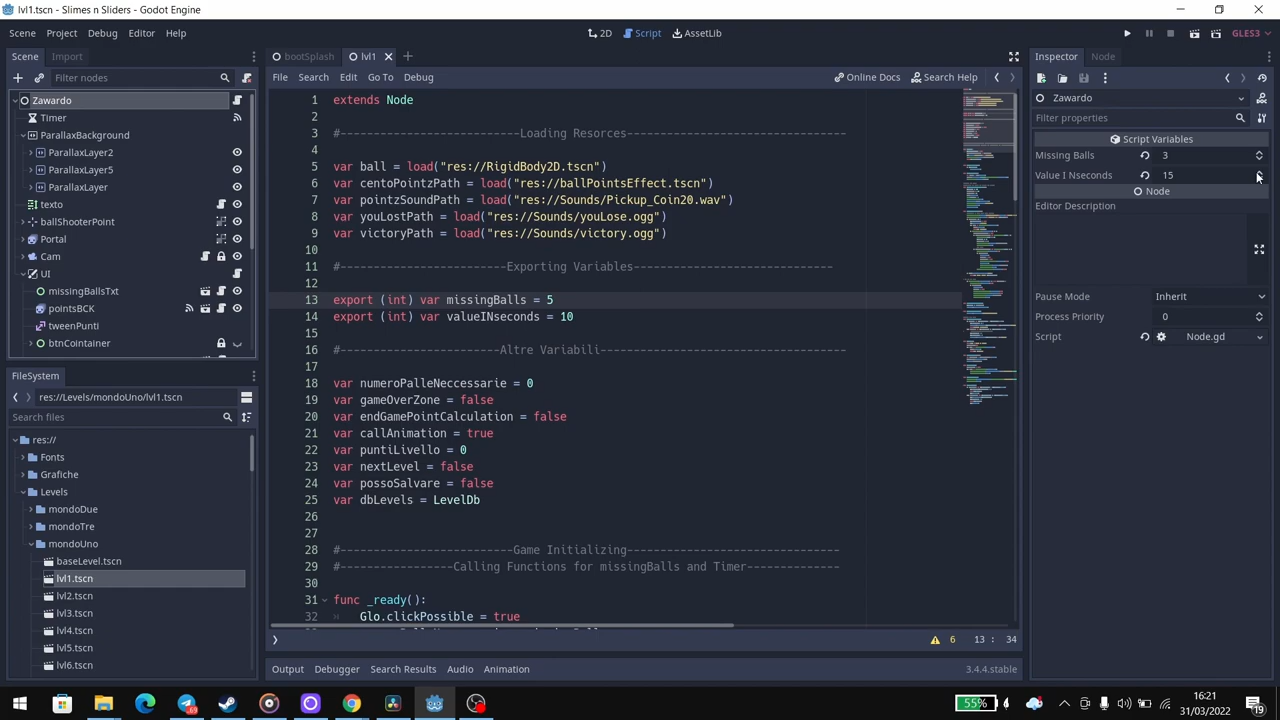 lvl1.tscn - Slimes n Sliders - Godot Engine
Scene Project Debug Editor Help
2D Script AssetLib
GLES3
Scene Import
Filter nodes
Zawardo
Timer
ParallaxBackground
ParallaxLayer2
ParallaxLayer5
ParallaxLayer
texto
ballShooterPoint
Portal
Cam
UI
missingBallsTxt
pointsBCK
tweenPunti
btnCointainer
FileSystem
res://Levels/mondoUno/lvl1.tscn
Search files
res://
Fonts
Grafiche
Levels
mondoDue
mondoTre
mondoUno
baseLevel.tscn
lvl1.tscn
lvl2.tscn
lvl3.tscn
lvl4.tscn
lvl5.tscn
lvl6.tscn
bootSplash lvl1
File Search Edit Go To Debug
Online Docs Search Help
1 extends Node
2
3 #-------------------------Loading Resorces---------------------------------
4
5 var ball = load("res://RigidBody2D.tscn")
6 var centoPointzPath = load("res://ballPointsEffect.tscn")
7 var pointzSoundPath = load("res://Sounds/Pickup_Coin20.wav")
8 var youLostPath = load("res://Sounds/youLose.ogg")
9 var victoryPath = load("res://Sounds/victory.ogg")
10
11 #-------------------------Exporting Variables------------------------------
12
13 export (int) var missingBalls = 5
14 export (int) var valueINseconds = 10
15
16 #------------------------Altre Variabili-------------------------------------
17
18 var numeroPalleNeccessarie = 0
19 var gameOverZone = false
20 var endGamePointCalculation = false
21 var callAnimation = true
22 var puntiLivello = 0
23 var nextLevel = false
24 var possoSalvare = false
25 var dbLevels = LevelDb
26
27
28 #--------------------------Game Initializing--------------------------------
29 #-----------------Calling Functions for missingBalls and Timer--------------
30
31 func _ready():
32 Glo.clickPossible = true
6 13 : 34
Output Debugger Search Results Audio Animation
3.4.4.stable
Inspector Node
Zawardo
Filter properties
Script Variables
Missing Balls 3
Value I Nseconds 15
Node
Editor Description
Pause Mode Inherit
Process Priority 0
Script Node.gd
55%
16:21
31/03/2022
19